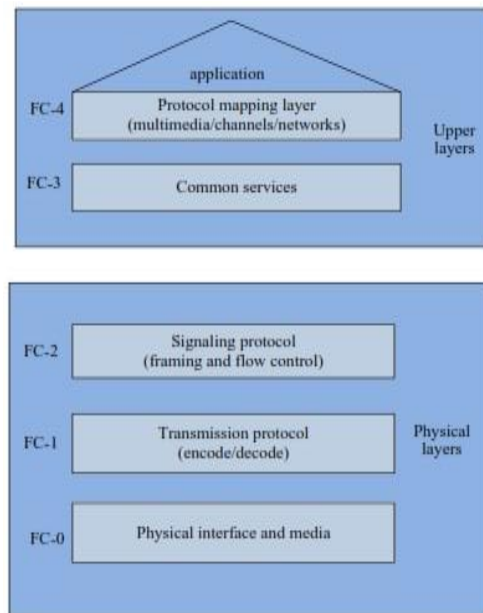 application
FC-4
Protocol mapping layer
(multimedia/channels/networks)
Upper
layers
FC-3
Common services
FC-2
Signaling protocol
(framing and flow control)
FC-1
Transmission protocol
(encode/decode)
Physical
layers
FC-0
Physical interface and media